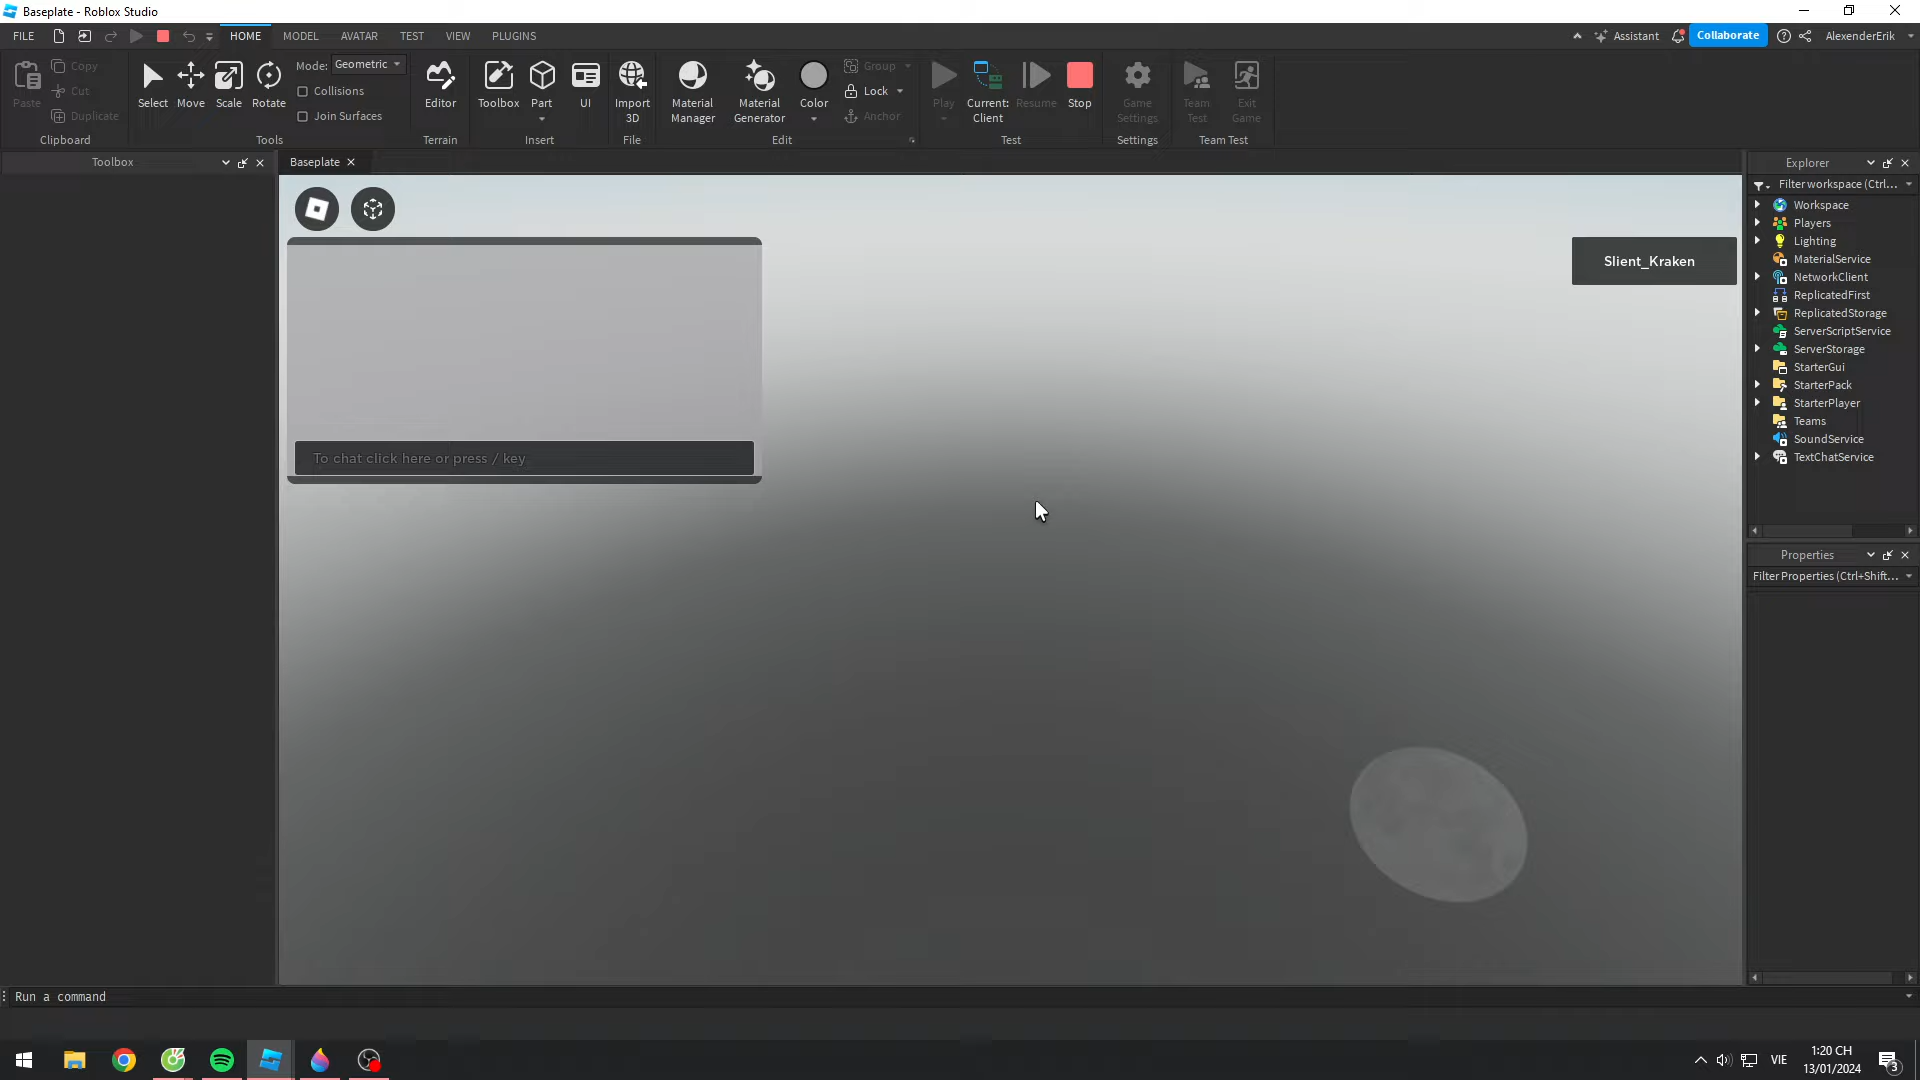 Baseplate - Roblox Studio
FILE
HOME
MODEL
AVATAR
TEST
VIEW
PLUGINS
Assistant
Collaborate
AlexenderErik
Paste
Copy
Cut
Duplicate
Clipboard
Select
Move
Scale
Rotate
Mode: Geometric
Collisions
Join Surfaces
Tools
Editor
Terrain
Toolbox
Part
UI
Insert
Import
3D
File
Material
Manager
Material
Generator
Color
Group
Lock
Anchor
Edit
Play
Current:
Client
Resume
Stop
Test
Game
Settings
Settings
Team
Test
Exit
Game
Team Test
Toolbox
Baseplate
To chat click here or press / key
Slient_Kraken
Explorer
Filter workspace (Ctrl...
Workspace
Players
Lighting
MaterialService
NetworkClient
ReplicatedFirst
ReplicatedStorage
ServerScriptService
ServerStorage
StarterGui
StarterPack
StarterPlayer
Teams
SoundService
TextChatService
Properties
Filter Properties (Ctrl+Shift...
Run a command
VIE
1:20 CH
13/01/2024
3